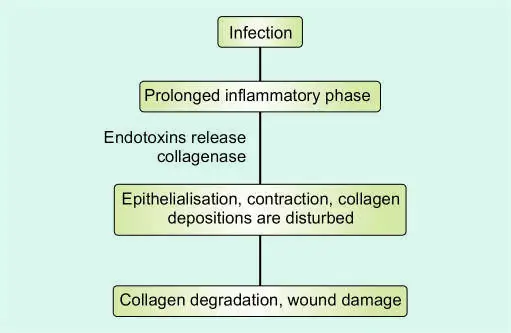 Infection
Prolonged inflammatory phase
Endotoxins release
collagenase
Epithelialisation, contraction, collagen
depositions are disturbed
Collagen degradation, wound damage